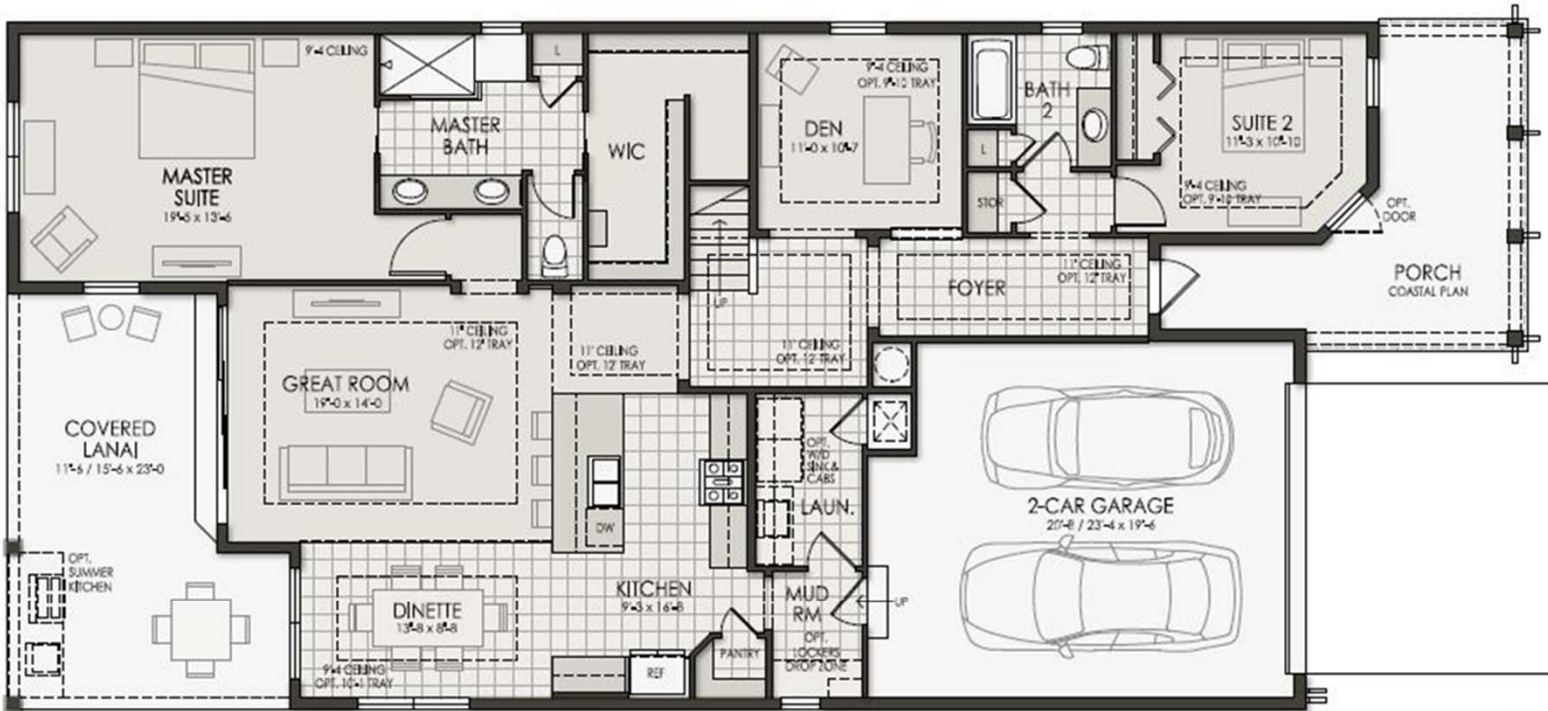 9'-4 CEILING
MASTER
SUITE
19'-5 x 13'-6
MASTER
BATH
L
WIC
9'-4 CEILING
OPT. 9'-10 TRAY
DEN
11'-0 x 10'-7
BATH
2
L
STOR
SUITE 2
11'-3 x 10'-10
9'-4 CEILING
OPT. 9'-10 TRAY
OPT.
DOOR
PORCH
COASTAL PLAN
UP
FOYER
11' CEILING
OPT. 12' TRAY
11' CEILING
OPT. 12' TRAY
11' CEILING
OPT. 12' TRAY
11' CEILING
OPT. 12' TRAY
GREAT ROOM
19'-0 x 14'-0
COVERED
LANAI
11'-6 / 15'-6 x 23'-0
OPT.
SUMMER
KITCHEN
DW
KITCHEN
9'-3 x 16'-8
DINETTE
13'-8 x 8'-8
9'-4 CEILING
OPT. 10'-1 TRAY
REF
PANTRY
OPT.
W/D
SINK &
CABS
LAUN.
MUD
RM
OPT.
LOCKERS
DROP ZONE
UP
2-CAR GARAGE
20'-8 / 23'-4 x 19'-6